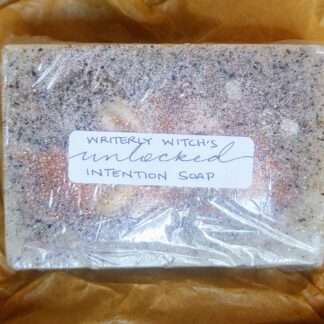 WRITERLY WITCH'S
unlocked
INTENTION SOAP